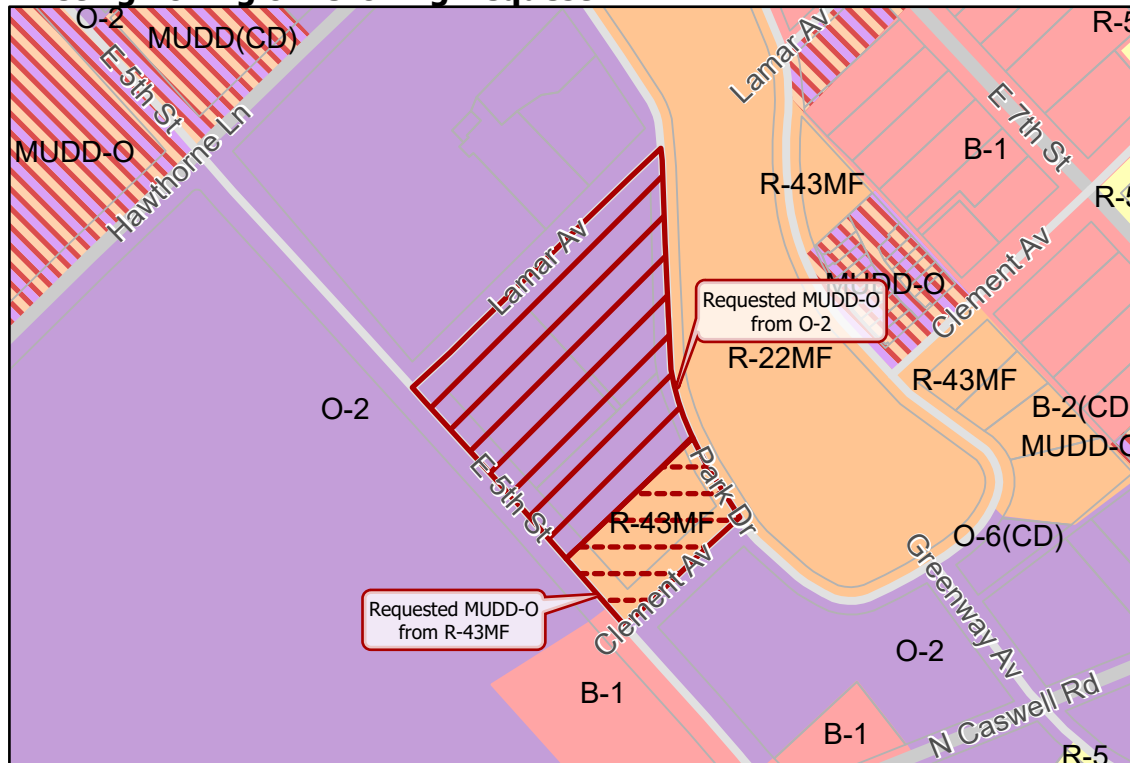 O-2
MUDD(CD)
E 5th St
Lamar Av
R-5
E 7th St
MUDD-O
Hawthorne Ln
B-1
R-43MF
R-5
Lamar Av
MUDD-O
Clement Av
Requested MUDD-O
from O-2
R-22MF
R-43MF
O-2
B-2(CD
MUDD-O
E 5th St
Park Dr
R-43MF
O-6(CD)
Clement Av
Greenway Av
Requested MUDD-O
from R-43MF
O-2
B-1
N Caswell Rd
B-1
R-5